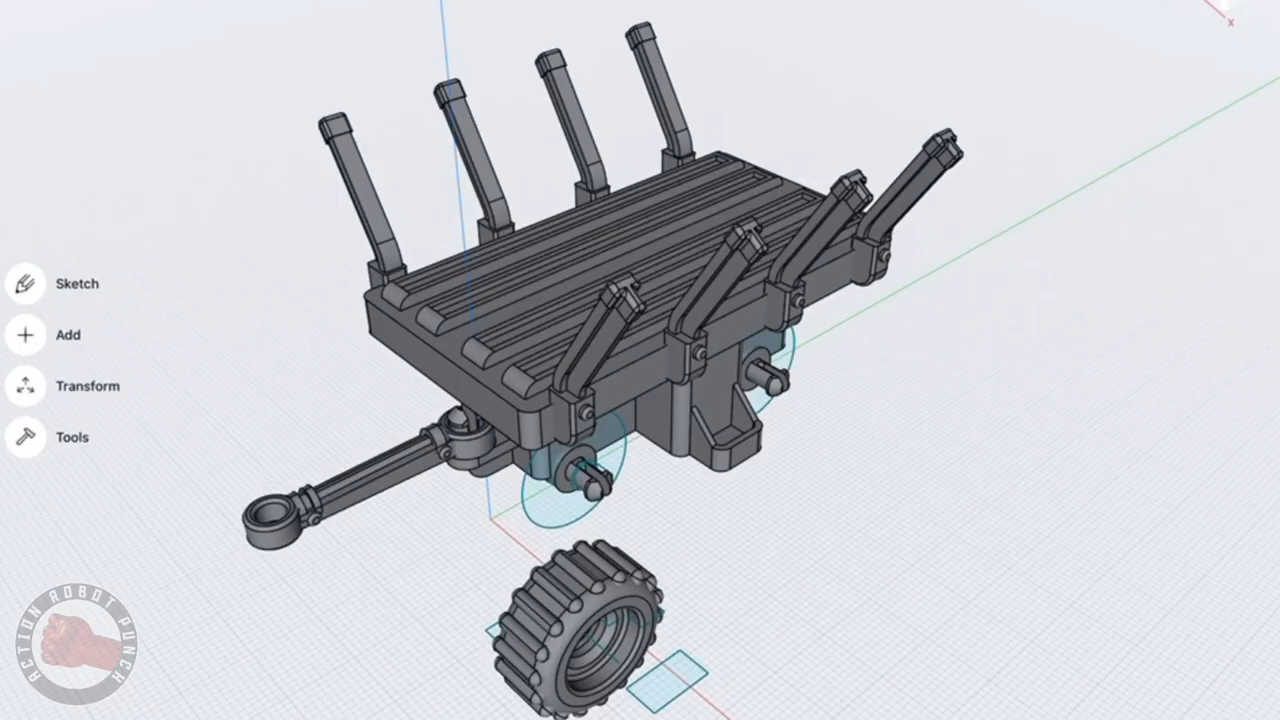 x
Sketch
Add
Transform
Tools
ACTION ROBOT PUNCH